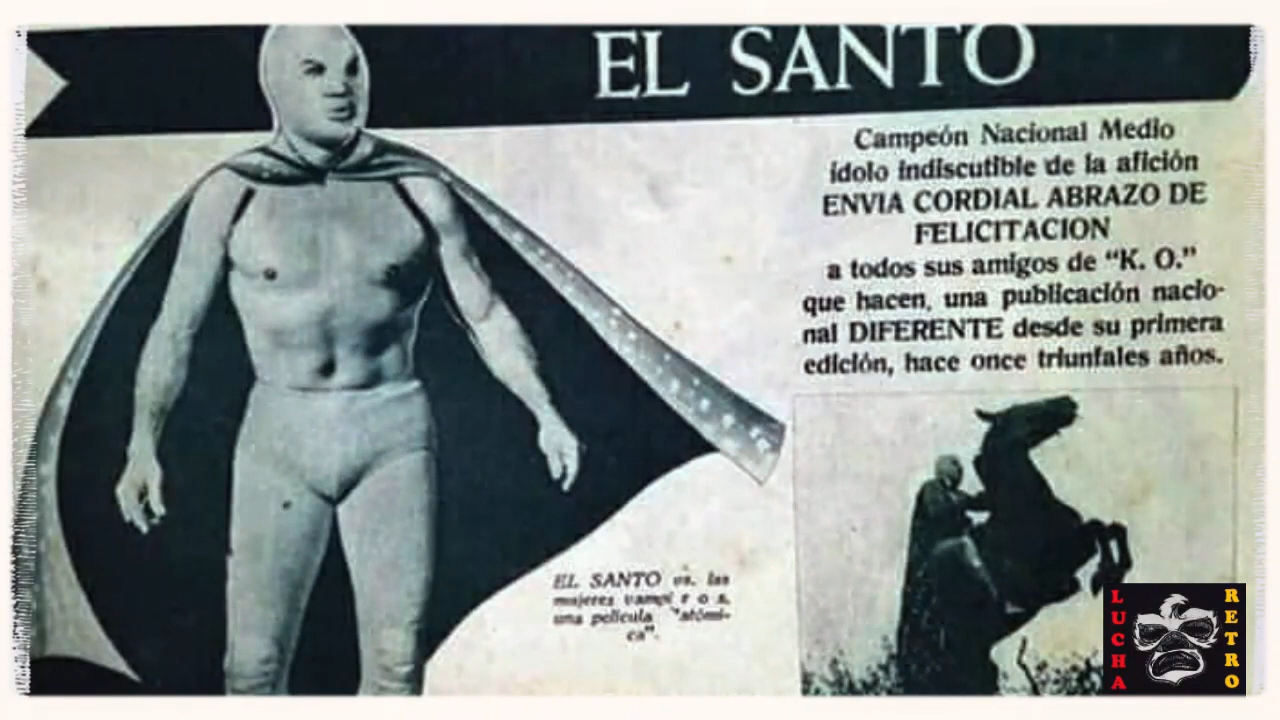 EL SANTO
Campeón Nacional Medio
ídolo indiscutible de la afición
ENVIA CORDIAL ABRAZO DE
FELICITACION
a todos sus amigos de “K. O.”
que hacen, una publicación nacio-
nal DIFERENTE desde su primera
edición, hace once triunfales años.
EL SANTO vs. las
mujeres vampi r o s,
una película "atómi-
ca".
LUCHA
RETRO